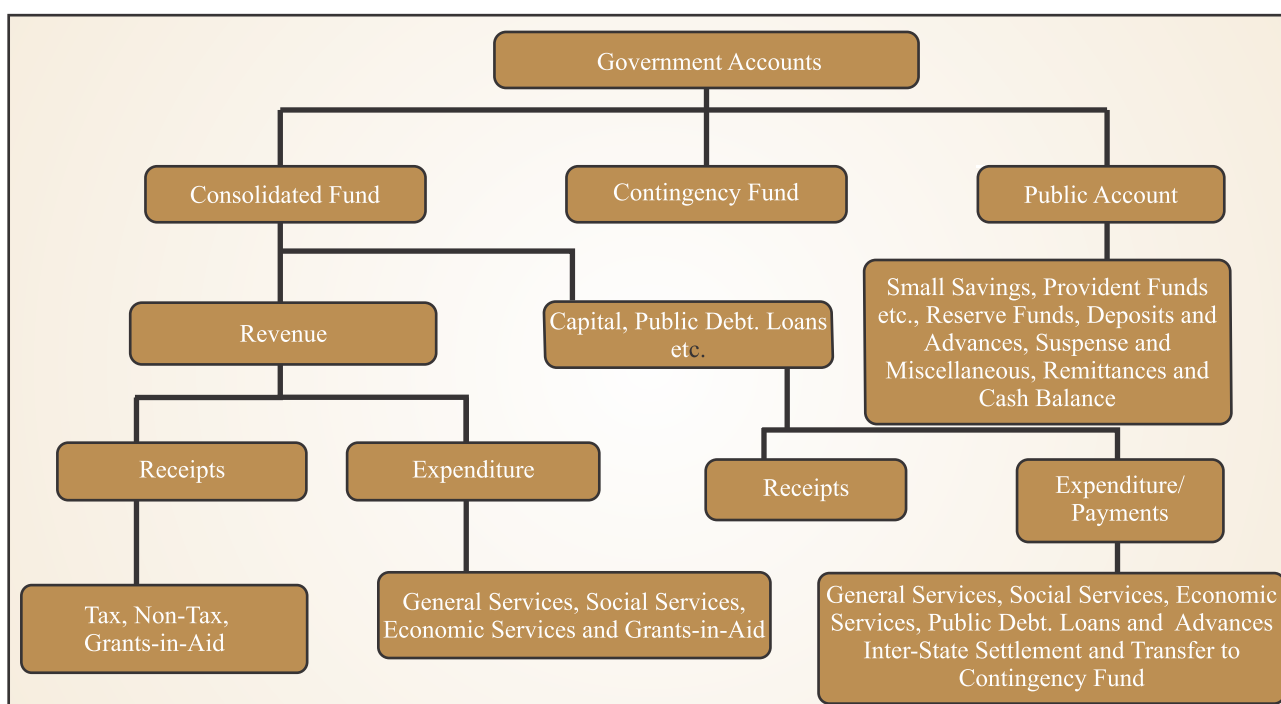 Government Accounts
Consolidated Fund
Contingency Fund
Public Account
Revenue
Capital, Public Debt. Loans
etc.
Small Savings, Provident Funds
etc., Reserve Funds, Deposits and
Advances, Suspense and
Miscellaneous, Remittances and
Cash Balance
Receipts
Expenditure
Receipts
Expenditure/
Payments
Tax, Non-Tax,
Grants-in-Aid
General Services, Social Services,
Economic Services and Grants-in-Aid
General Services, Social Services, Economic
Services, Public Debt. Loans and Advances
Inter-State Settlement and Transfer to
Contingency Fund